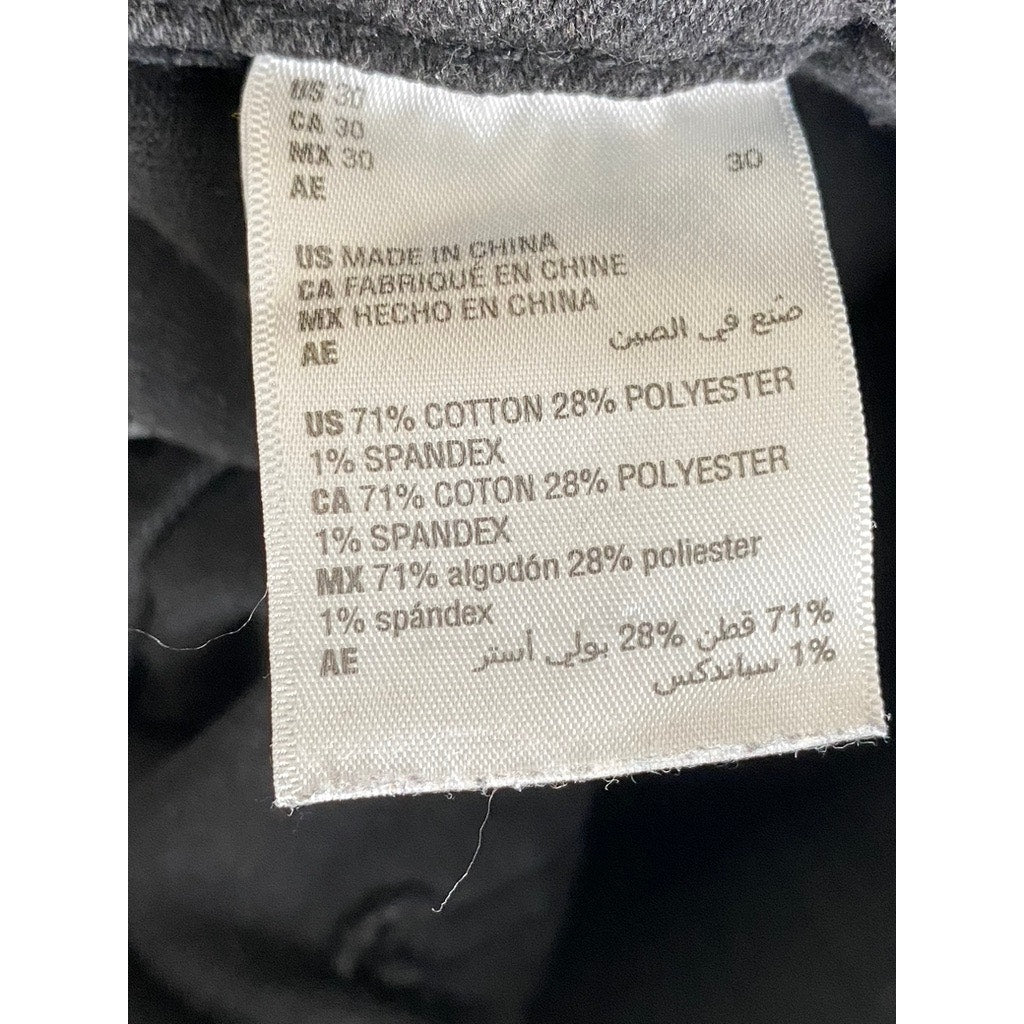 US 30
CA 30
MX 30
AE 30
US MADE IN CHINA
CA FABRIQUÉ EN CHINE
MX HECHO EN CHINA
AE صُنع في الصين
US 71% COTTON 28% POLYESTER
1% SPANDEX
CA 71% COTON 28% POLYESTER
1% SPANDEX
MX 71% algodón 28% poliester
1% spándex
AE 71% قطن 28% بولي أستر
1% سباندكس